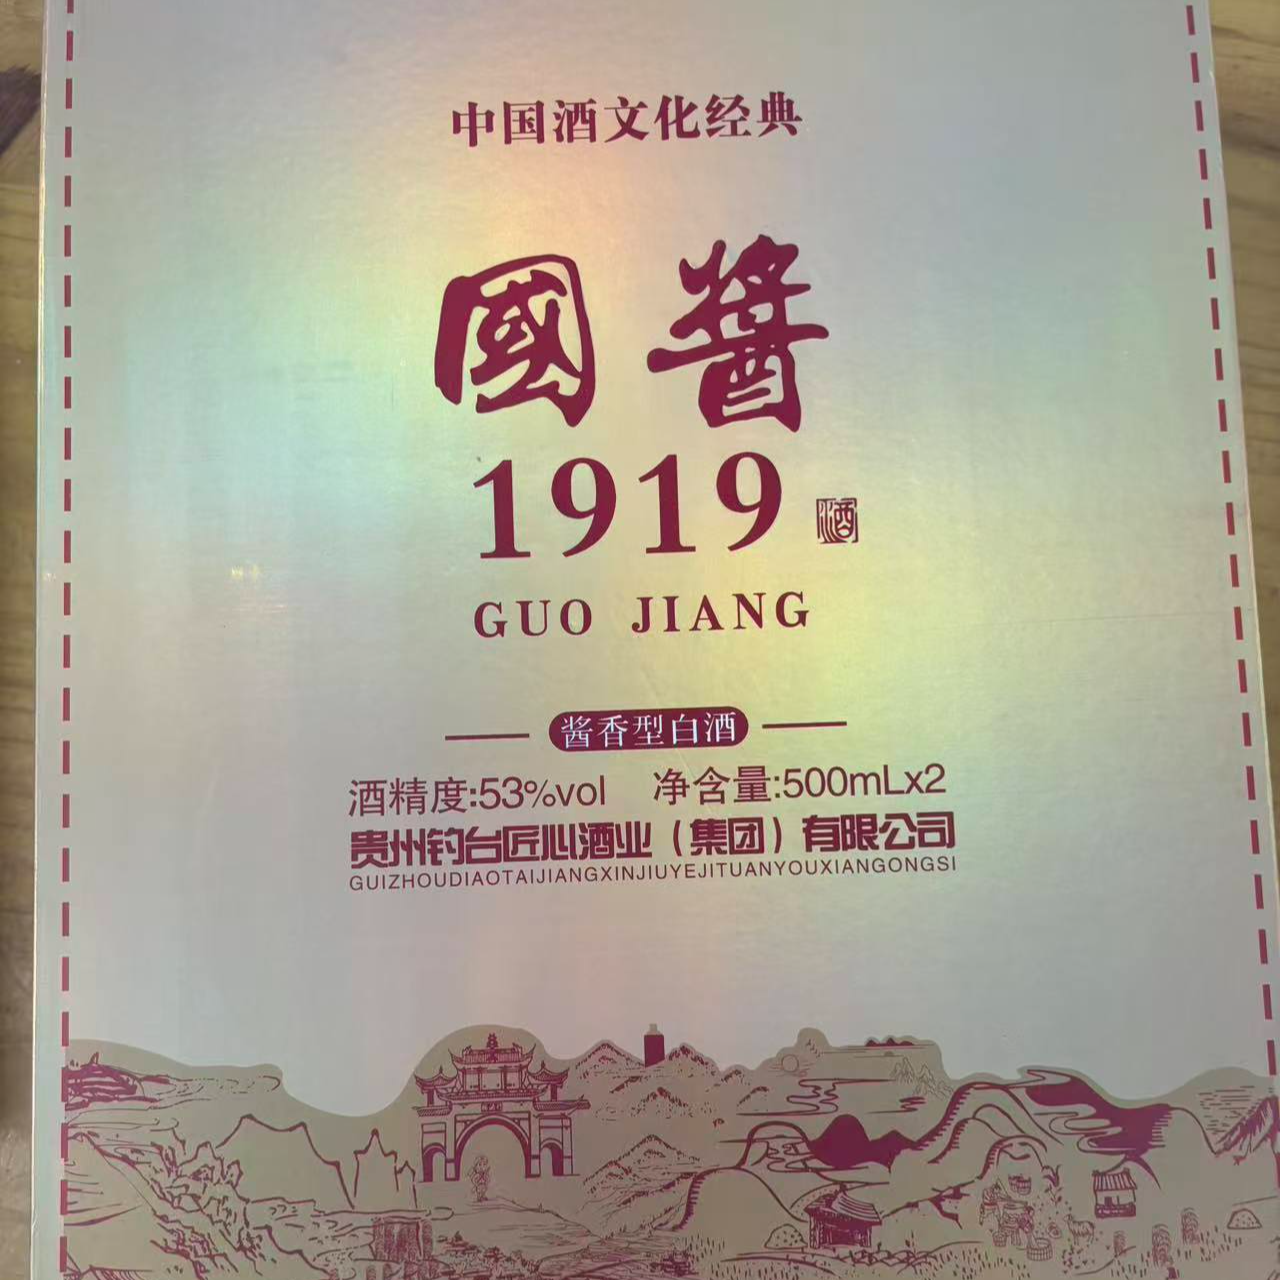 中国酒文化经典
國醬
1919 酒
GUO JIANG
酱香型白酒
酒精度:53%vol 净含量:500mLx2
贵州钓台匠心酒业（集团）有限公司
GUIZHOUDIAOTAIJIANGXINJIUYEJITUANYOUXIANGONGSI